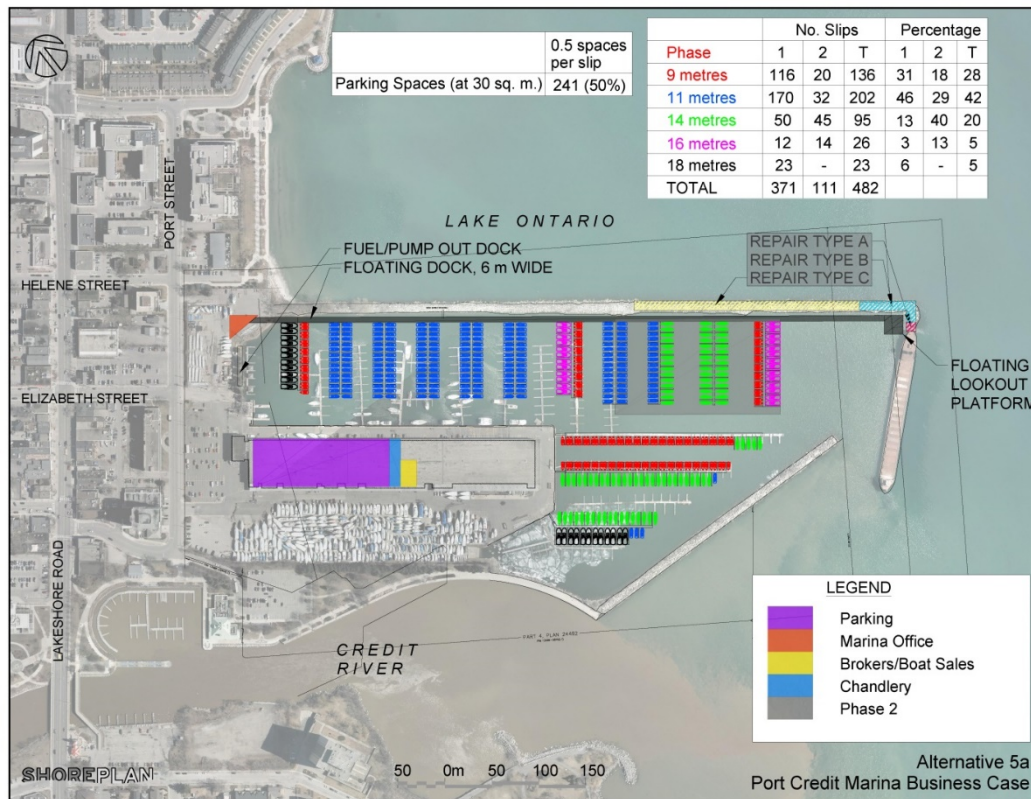 0.5 spaces
per slip
Parking Spaces (at 30 sq. m.) 241 (50%)
No. Slips Percentage
Phase 1 2 T 1 2 T
9 metres 116 20 136 31 18 28
11 metres 170 32 202 46 29 42
14 metres 50 45 95 13 40 20
16 metres 12 14 26 3 13 5
18 metres 23 - 23 6 - 5
TOTAL 371 111 482
PORT STREET
LAKE ONTARIO
FUEL/PUMP OUT DOCK
FLOATING DOCK, 6 m WIDE
REPAIR TYPE A
REPAIR TYPE B
REPAIR TYPE C
HELENE STREET
ELIZABETH STREET
FLOATING
LOOKOUT
PLATFORM
LAKESHORE ROAD
CREDIT
RIVER
PART 4, PLAN 24492
LEGEND
Parking
Marina Office
Brokers/Boat Sales
Chandlery
Phase 2
SHOREPLAN
50 0m 50 100 150
Alternative 5a
Port Credit Marina Business Case